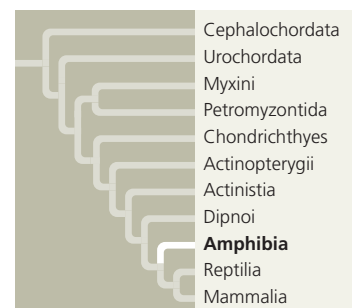 Cephalochordata
Urochordata
Myxini
Petromyzontida
Chondrichthyes
Actinopterygii
Actinistia
Dipnoi
Amphibia
Reptilia
Mammalia